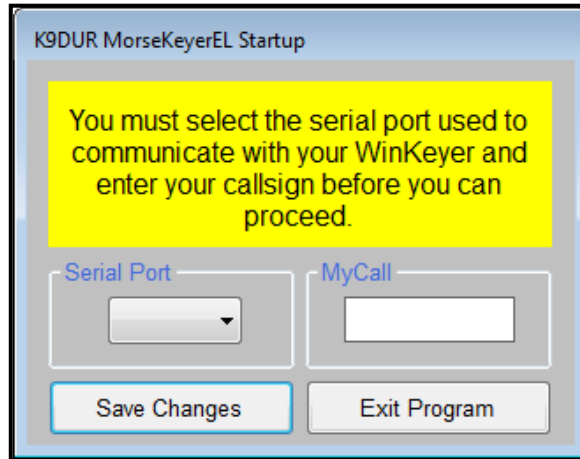 K9DUR MorseKeyerEL Startup
You must select the serial port used to
communicate with your WinKeyer and
enter your callsign before you can
proceed.
Serial Port
MyCall
Save Changes
Exit Program